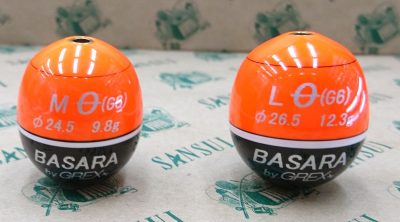 M 0 (G6)
φ24.5 9.8g
BASARA
by GREX
L 0 (G6)
φ26.5 12.3g
BASARA
by GREX
SANSUI